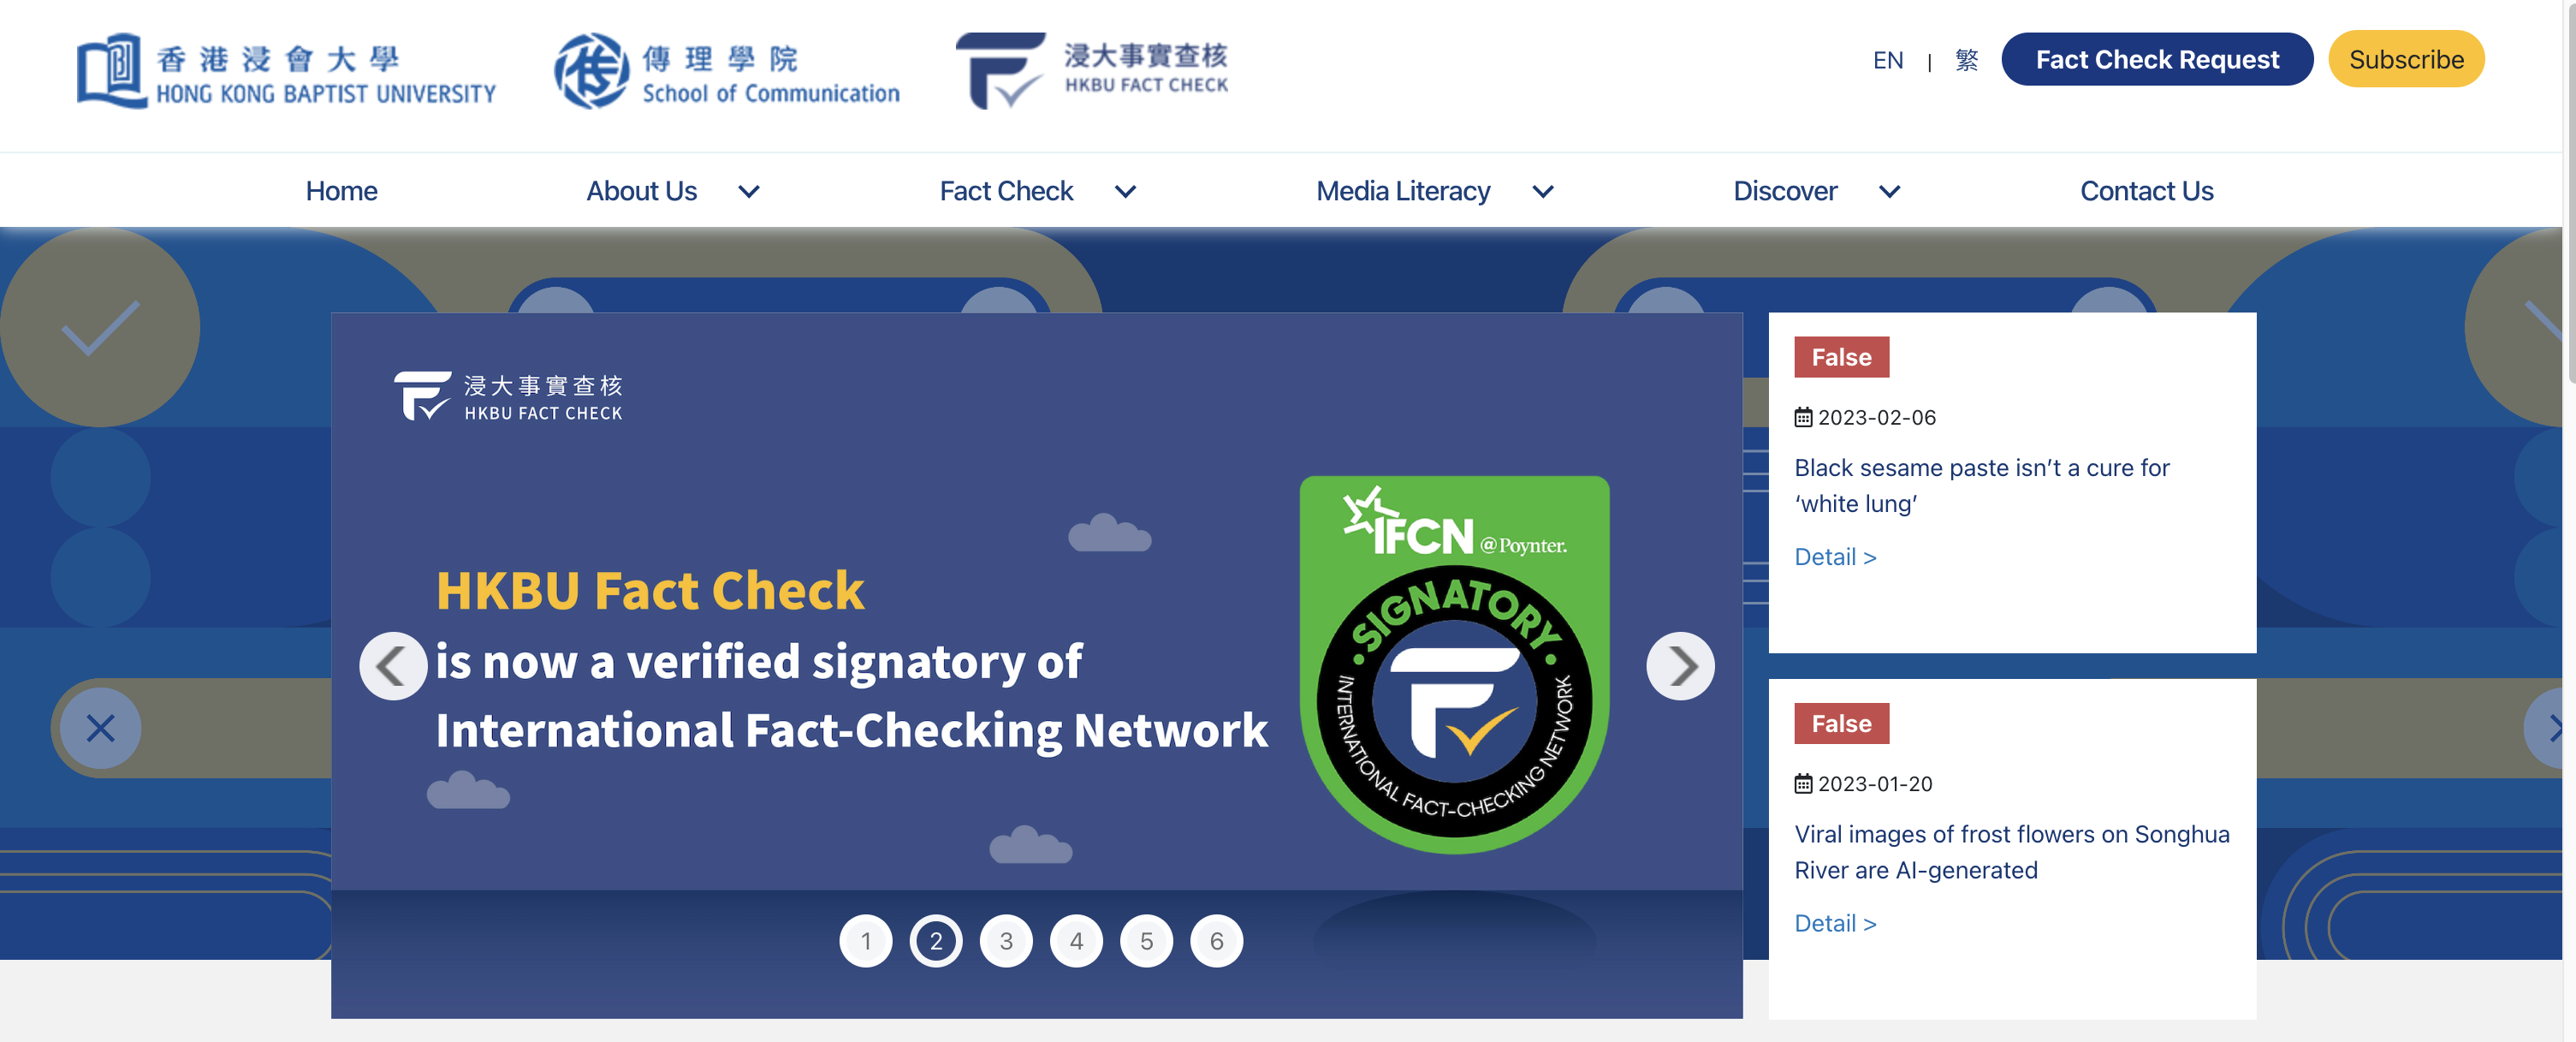 香港浸會大學
HONG KONG BAPTIST UNIVERSITY
傳理學院
School of Communication
浸大事實查核
HKBU FACT CHECK
EN | 繁
Fact Check Request
Subscribe
Home
About Us
Fact Check
Media Literacy
Discover
Contact Us
浸大事實查核
HKBU FACT CHECK
HKBU Fact Check
is now a verified signatory of
International Fact-Checking Network
IFCN @Poynter.
SIGNATORY
INTERNATIONAL FACT-CHECKING NETWORK
1 2 3 4 5 6
False
2023-02-06
Black sesame paste isn’t a cure for
‘white lung’
Detail >
False
2023-01-20
Viral images of frost flowers on Songhua
River are AI-generated
Detail >